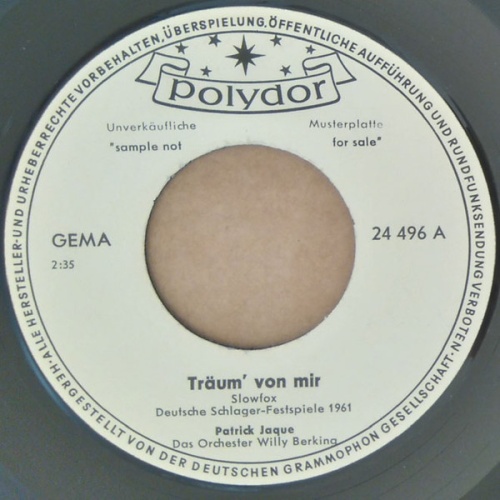 ·ALLE HERSTELLER- UND URHEBERRECHTE VORBEHALTEN, ÜBERSPIELUNG, ÖFFENTLICHE AUFFÜHRUNG UND RUNDFUNKSENDUNG VERBOTEN·
HERGESTELLT VON DER DEUTSCHEN GRAMMOPHON GESELLSCHAFT
Polydor
Unverkäufliche Musterplatte
"sample not for sale"
GEMA 24 496 A
2:35
Träum' von mir
Slowfox
Deutsche Schlager-Festspiele 1961
Patrick Jaque
Das Orchester Willy Berking